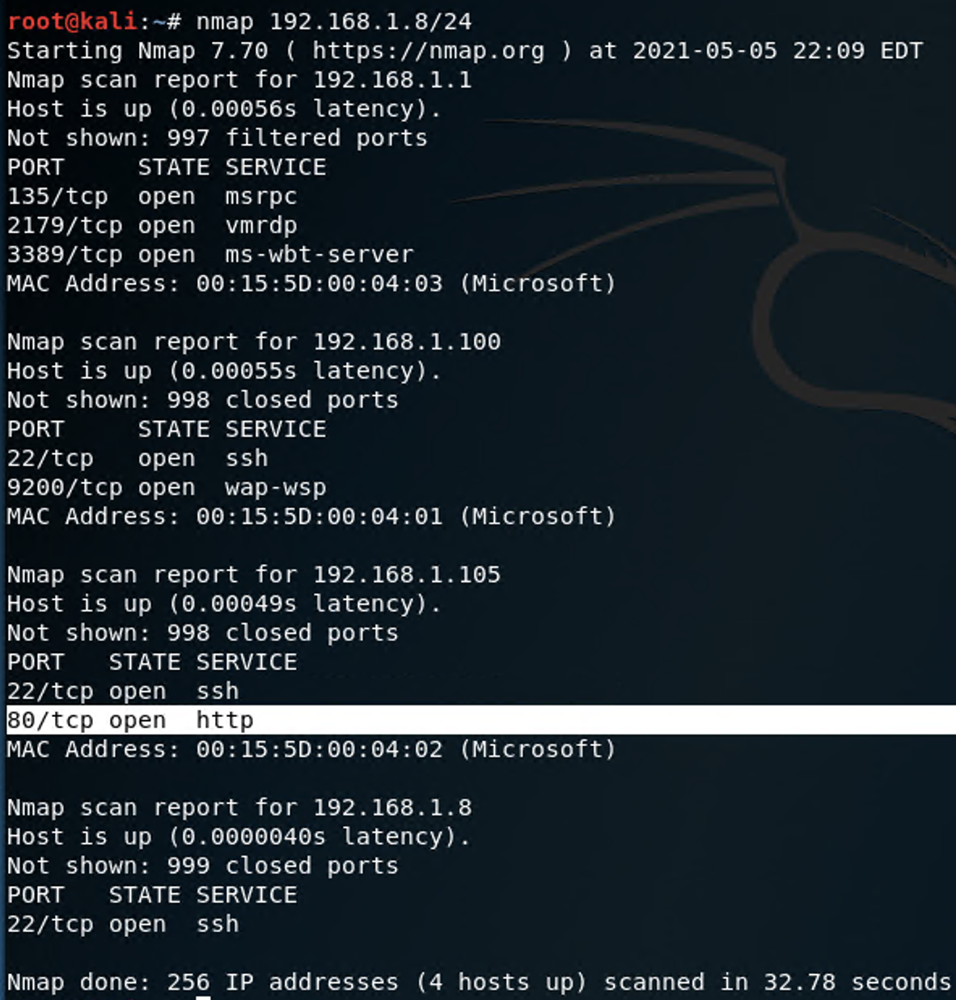 root@kali:~# nmap 192.168.1.8/24
Starting Nmap 7.70 ( https://nmap.org ) at 2021-05-05 22:09 EDT
Nmap scan report for 192.168.1.1
Host is up (0.00056s latency).
Not shown: 997 filtered ports
PORT     STATE SERVICE
135/tcp  open  msrpc
2179/tcp open  vmrdp
3389/tcp open  ms-wbt-server
MAC Address: 00:15:5D:00:04:03 (Microsoft)

Nmap scan report for 192.168.1.100
Host is up (0.00055s latency).
Not shown: 998 closed ports
PORT     STATE SERVICE
22/tcp   open  ssh
9200/tcp open  wap-wsp
MAC Address: 00:15:5D:00:04:01 (Microsoft)

Nmap scan report for 192.168.1.105
Host is up (0.00049s latency).
Not shown: 998 closed ports
PORT   STATE SERVICE
22/tcp open  ssh
80/tcp open  http
MAC Address: 00:15:5D:00:04:02 (Microsoft)

Nmap scan report for 192.168.1.8
Host is up (0.0000040s latency).
Not shown: 999 closed ports
PORT   STATE SERVICE
22/tcp open  ssh

Nmap done: 256 IP addresses (4 hosts up) scanned in 32.78 seconds